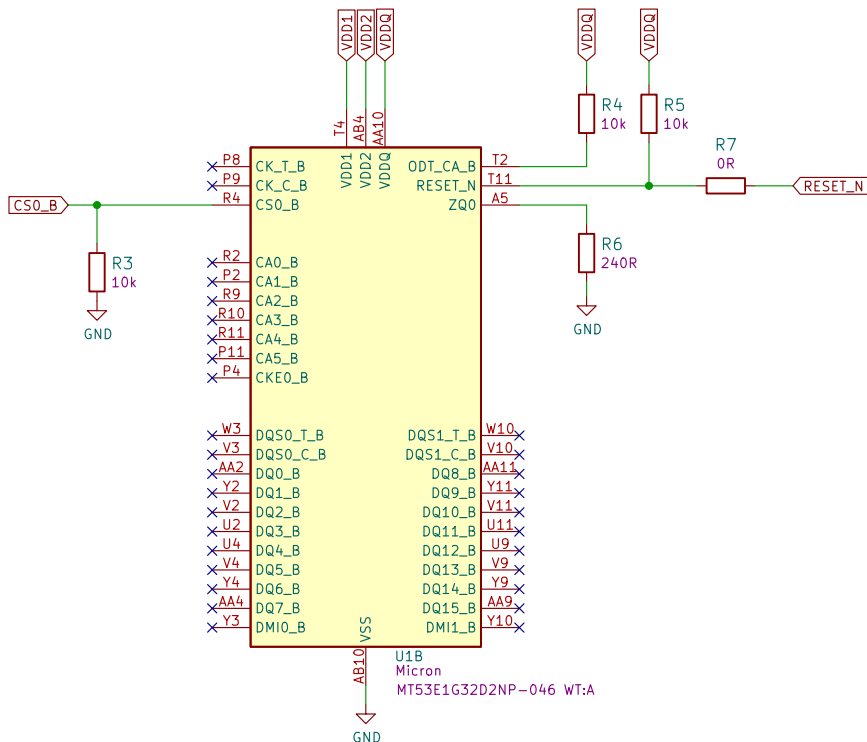 VDD1 VDD2 VDDQ VDDQ VDDQ
T4 AB4 AA10
R4 10k
R5 10k
R7 0R
RESET_N
CS0_B
R3 10k
GND
R6 240R
GND
VDD1 VDD2 VDDQ
P8 CK_T_B ODT_CA_B T2
P9 CK_C_B RESET_N T11
R4 CS0_B ZQ0 A5
R2 CA0_B
P2 CA1_B
R9 CA2_B
R10 CA3_B
R11 CA4_B
P11 CA5_B
P4 CKE0_B
W3 DQS0_T_B DQS1_T_B W10
V3 DQS0_C_B DQS1_C_B V10
AA2 DQ0_B DQ8_B AA11
Y2 DQ1_B DQ9_B Y11
V2 DQ2_B DQ10_B V11
U2 DQ3_B DQ11_B U11
U4 DQ4_B DQ12_B U9
V4 DQ5_B DQ13_B V9
Y4 DQ6_B DQ14_B Y9
AA4 DQ7_B DQ15_B AA9
Y3 DMI0_B DMI1_B Y10
VSS
AB10
U1B
Micron
MT53E1G32D2NP-046 WT:A
GND